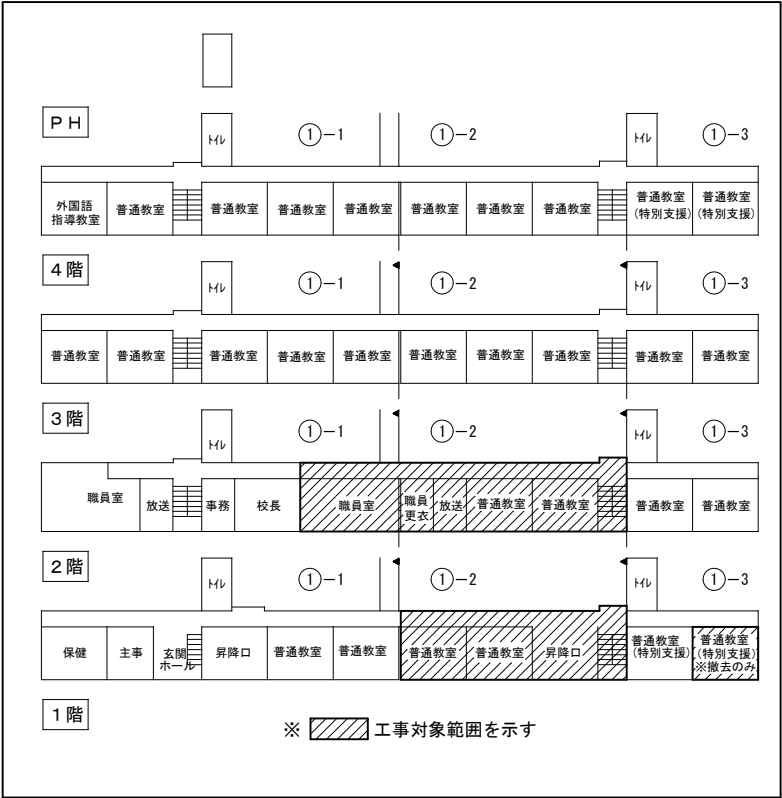 PH
トイレ
①-1
①-2
トイレ
①-3
外国語
指導教室
普通教室
普通教室
普通教室
普通教室
普通教室
普通教室
普通教室
普通教室
(特別支援)
普通教室
(特別支援)
4階
トイレ
①-1
①-2
トイレ
①-3
普通教室
普通教室
普通教室
普通教室
普通教室
普通教室
普通教室
普通教室
普通教室
普通教室
3階
トイレ
①-1
①-2
トイレ
①-3
職員室
放送
事務
校長
職員室
職員
更衣
放送
普通教室
普通教室
普通教室
普通教室
2階
トイレ
①-1
①-2
トイレ
①-3
保健
主事
玄関
ホール
昇降口
普通教室
普通教室
普通教室
普通教室
昇降口
普通教室
(特別支援)
普通教室
(特別支援)
※撤去のみ
1階
※ 工事対象範囲を示す